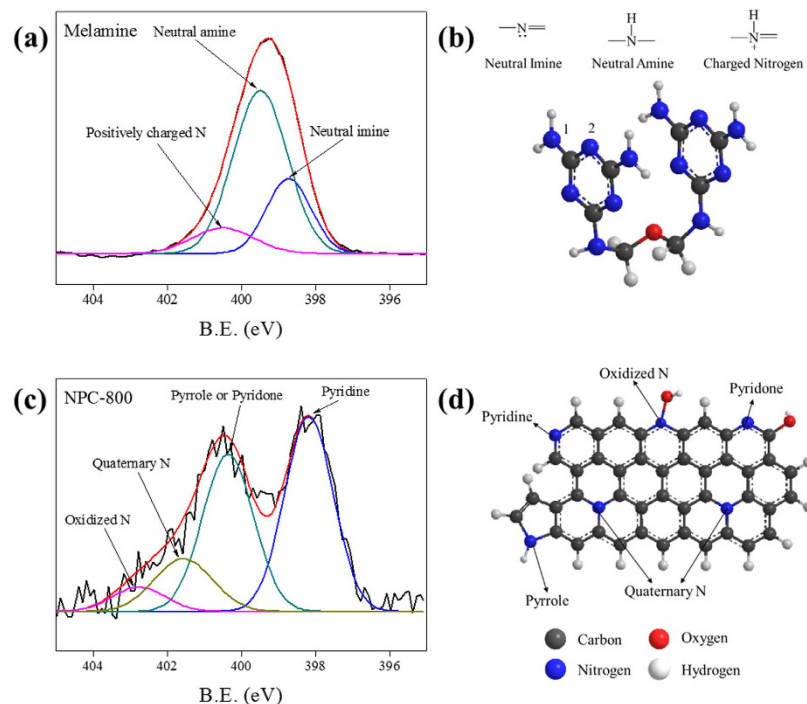 (a)
Melamine
Neutral amine
Positively charged N
Neutral imine
404 402 400 398 396
B.E. (eV)
(b)
H H
—N= —N— —N=
+
Neutral Imine Neutral Amine Charged Nitrogen
1 2
(c)
NPC-800
Pyrrole or Pyridone
Pyridine
Quaternary N
Oxidized N
404 402 400 398 396
B.E. (eV)
(d)
Oxidized N
Pyridone
Pyridine
Pyrrole
Quaternary N
Carbon Oxygen
Nitrogen Hydrogen